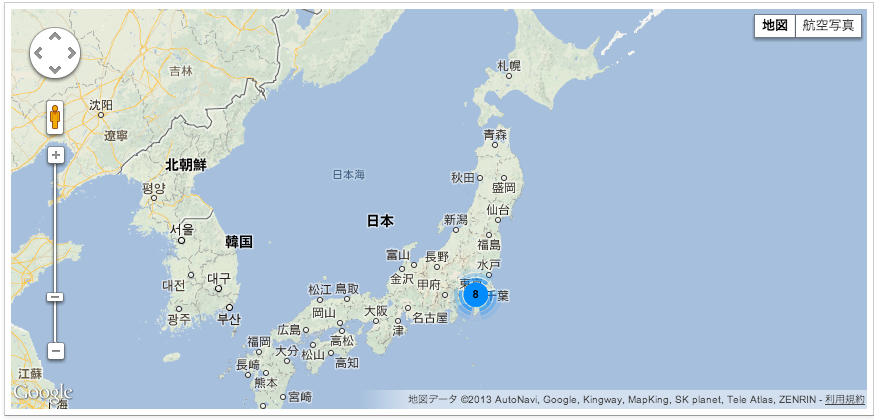 地図 航空写真
札幌
吉林
沈阳
辽宁
青森
北朝鮮
日本海
秋田
盛岡
평양
仙台
日本
新潟
서울
韓国
福島
富山
長野
水戸
金沢
대전
대구
甲府
8
千葉
松江
鳥取
岡山
광주
부산
大阪
名古屋
広島
津
福岡
高松
大分
松山
高知
長崎
江蘇
熊本
宮崎
上海
Google
地図データ ©2013 AutoNavi, Google, Kingway, MapKing, SK planet, Tele Atlas, ZENRIN - 利用規約